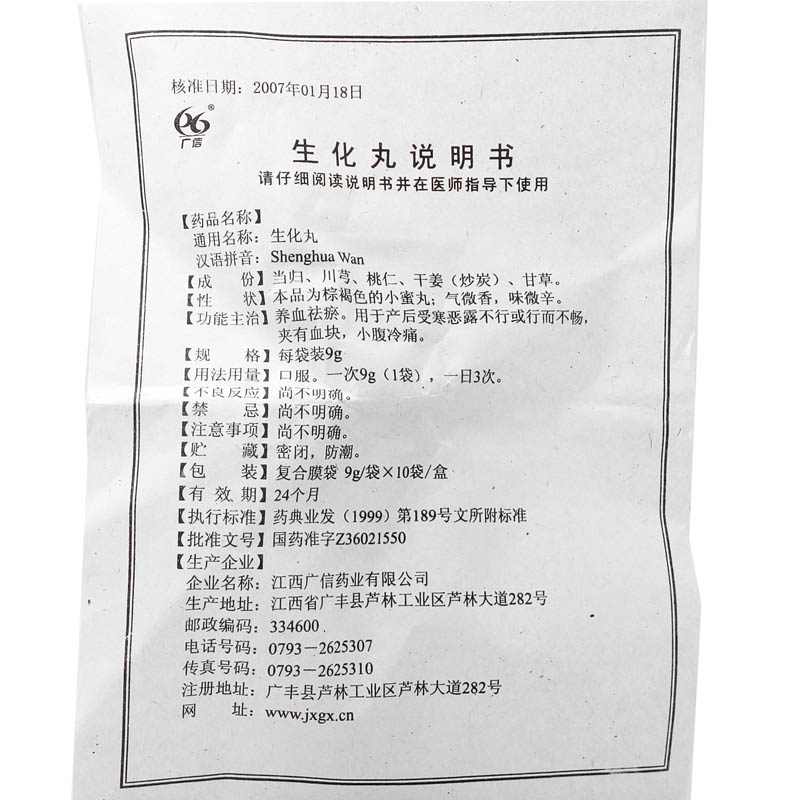 核准日期：2007年01月18日
®
广信
生化丸说明书
请仔细阅读说明书并在医师指导下使用
【药品名称】
通用名称：生化丸
汉语拼音：Shenghua Wan
【成　份】当归、川芎、桃仁、干姜（炒炭）、甘草。
【性　状】本品为棕褐色的小蜜丸；气微香，味微辛。
【功能主治】养血祛瘀。用于产后受寒恶露不行或行而不畅，
夹有血块，小腹冷痛。
【规　格】每袋装9g
【用法用量】口服。一次9g（1袋），一日3次。
【不良反应】尚不明确。
【禁　忌】尚不明确。
【注意事项】尚不明确。
【贮　藏】密闭，防潮。
【包　装】复合膜袋 9g/袋×10袋/盒
【有 效 期】24个月
【执行标准】药典业发（1999）第189号文所附标准
【批准文号】国药准字Z36021550
【生产企业】
企业名称：江西广信药业有限公司
生产地址：江西省广丰县芦林工业区芦林大道282号
邮政编码：334600
电话号码：0793－2625307
传真号码：0793－2625310
注册地址：广丰县芦林工业区芦林大道282号
网　址：www.jxgx.cn